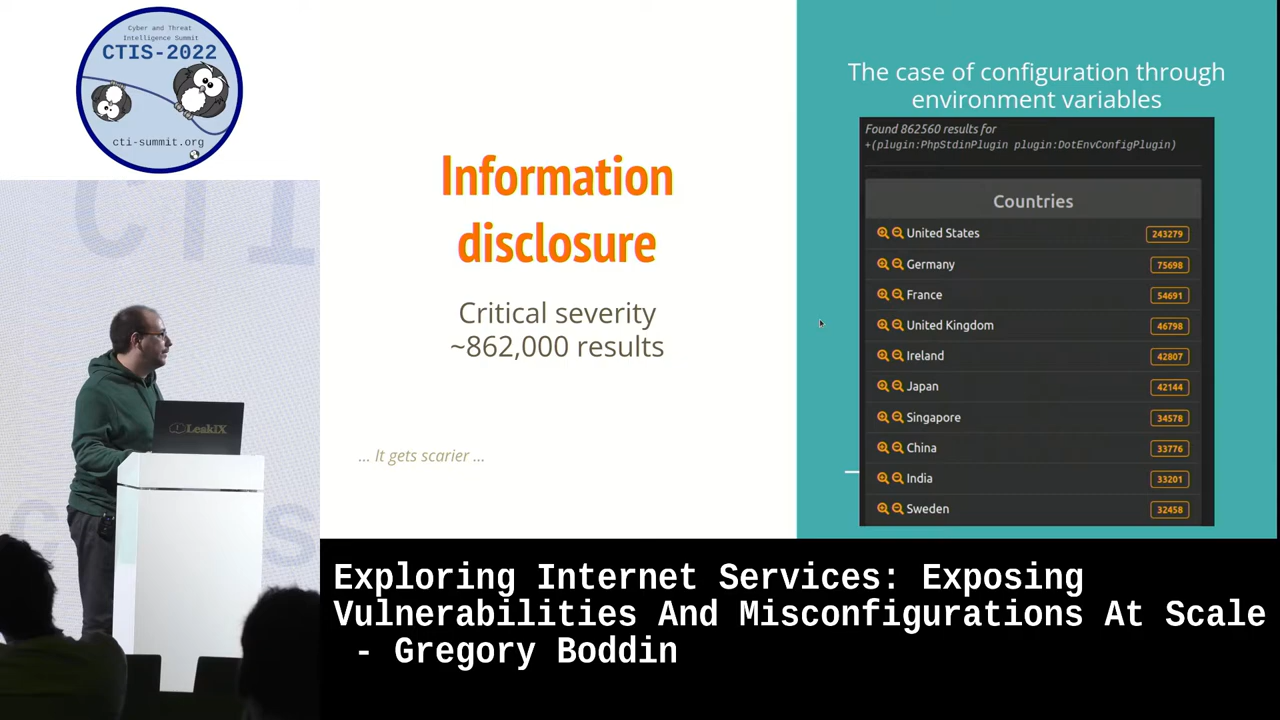 Cyber and Threat
Intelligence Summit
CTIS-2022
cti-summit.org
CTI
LeakIX
Information
disclosure
Critical severity
~862,000 results
... It gets scarier ...
The case of configuration through
environment variables
Found 862560 results for
+(plugin:PhpStdinPlugin plugin:DotEnvConfigPlugin)
Countries
United States 243279
Germany 75698
France 54691
United Kingdom 46798
Ireland 42807
Japan 42144
Singapore 34578
China 33776
India 33201
Sweden 32458
Exploring Internet Services: Exposing
Vulnerabilities And Misconfigurations At Scale
- Gregory Boddin